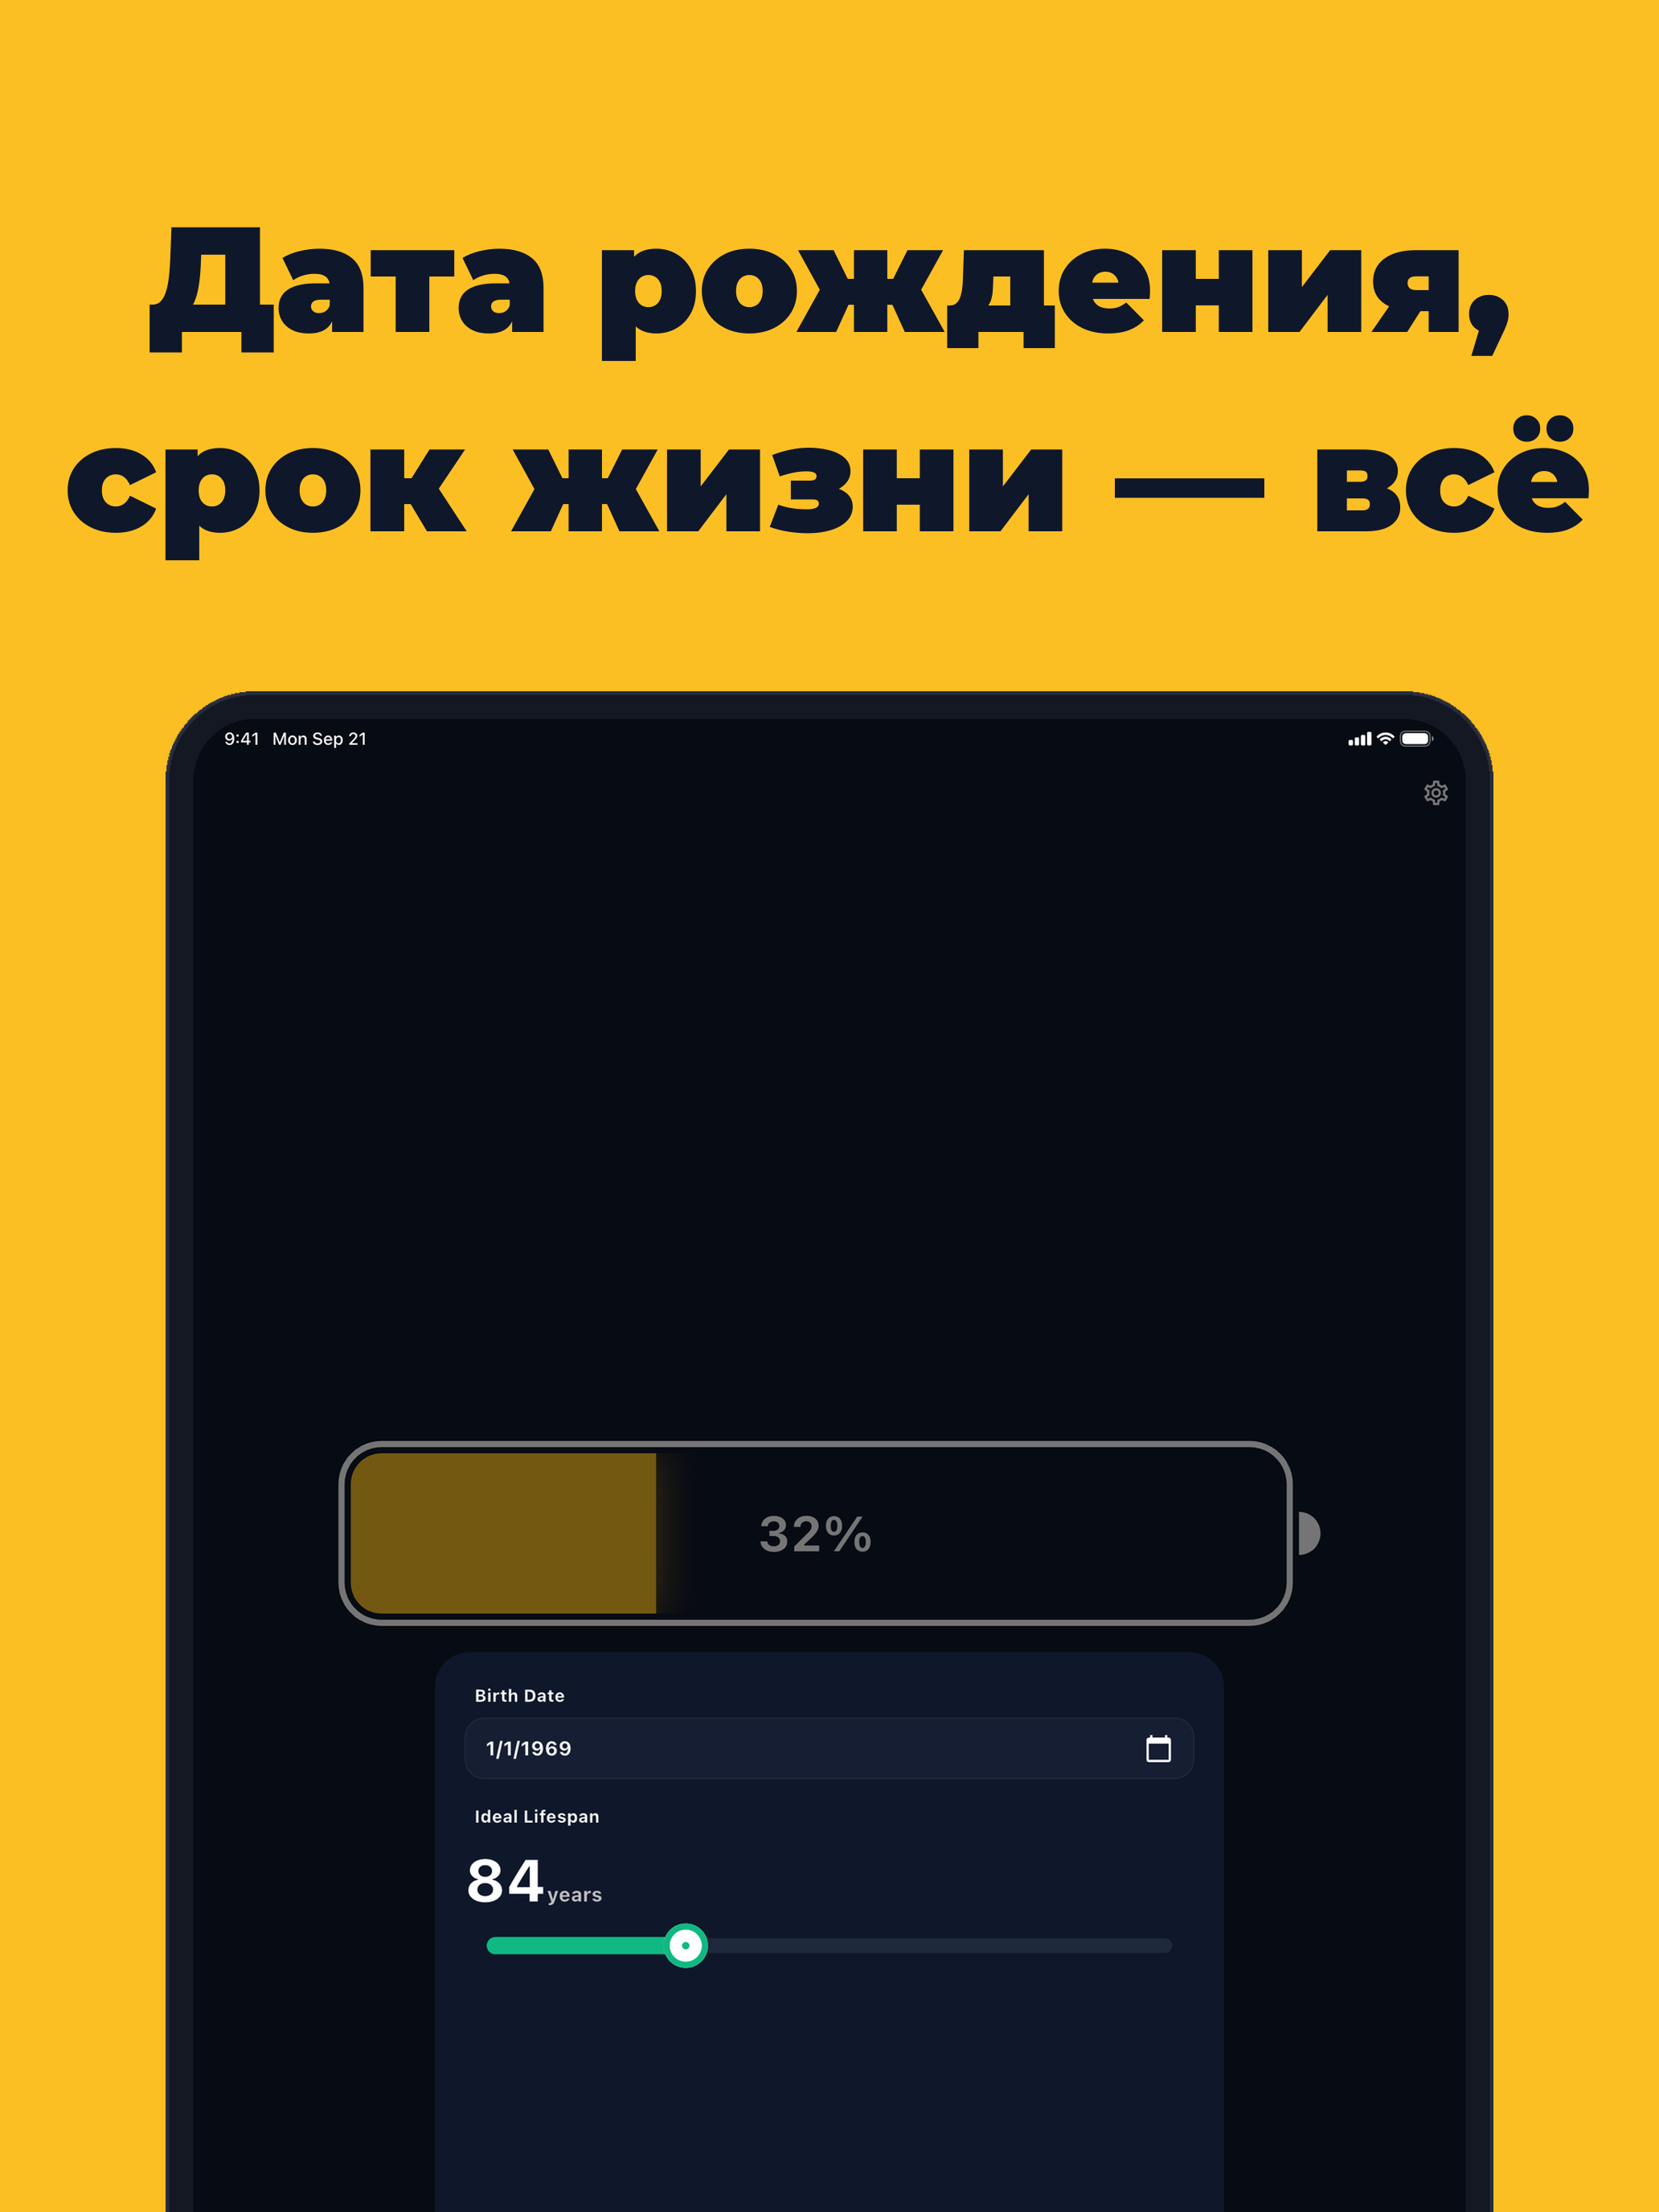 Дата рождения,
срок жизни — всё
9:41 Mon Sep 21
32%
Birth Date
1/1/1969
Ideal Lifespan
84 years